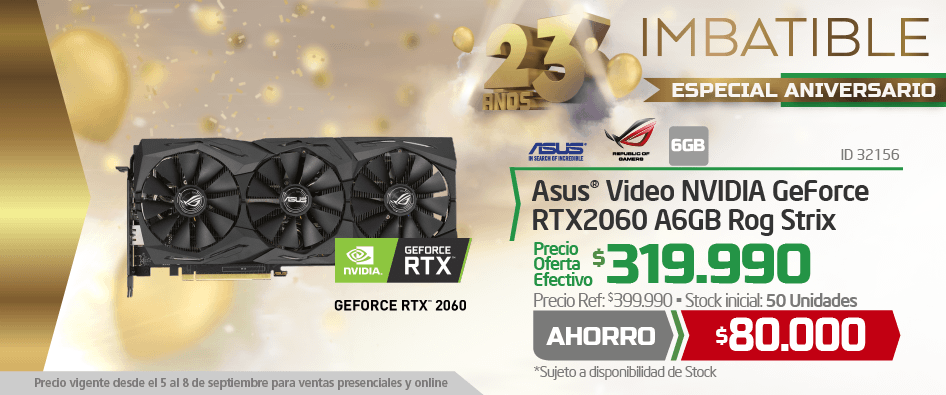 23
AÑOS
IMBATIBLE
ESPECIAL ANIVERSARIO
ASUS
IN SEARCH OF INCREDIBLE
REPUBLIC OF
GAMERS
6GB
ID 32156
Asus® Video NVIDIA GeForce
RTX2060 A6GB Rog Strix
Precio
Oferta
Efectivo
$319.990
Precio Ref: $399.990 ▪ Stock inicial: 50 Unidades
AHORRO
$80.000
*Sujeto a disponibilidad de Stock
ASUS
NVIDIA.
GEFORCE
RTX™
GEFORCE RTX™ 2060
Precio vigente desde el 5 al 8 de septiembre para ventas presenciales y online